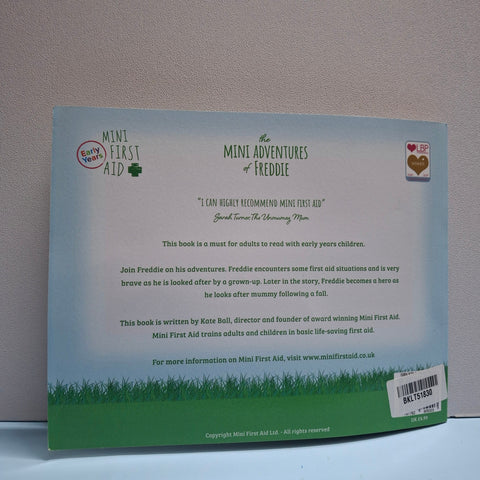 MINI
FIRST
AID
Early
Years
the
MINI ADVENTURES
of FREDDIE
LBP
"I CAN HIGHLY RECOMMEND MINI FIRST AID"
Sarah Turner, The Unmumsy Mum
This book is a must for adults to read with early years children.
Join Freddie on his adventures. Freddie encounters some first aid situations and is very
brave as he is looked after by a grown-up. Later in the story, Freddie becomes a hero as
he looks after mummy following a fall.
This book is written by Kate Ball, director and founder of award winning Mini First Aid.
Mini First Aid trains adults and children in basic life-saving first aid.
For more information on Mini First Aid, visit www.minifirstaid.co.uk
BKLT51830
Copyright Mini First Aid Ltd. - All rights reserved